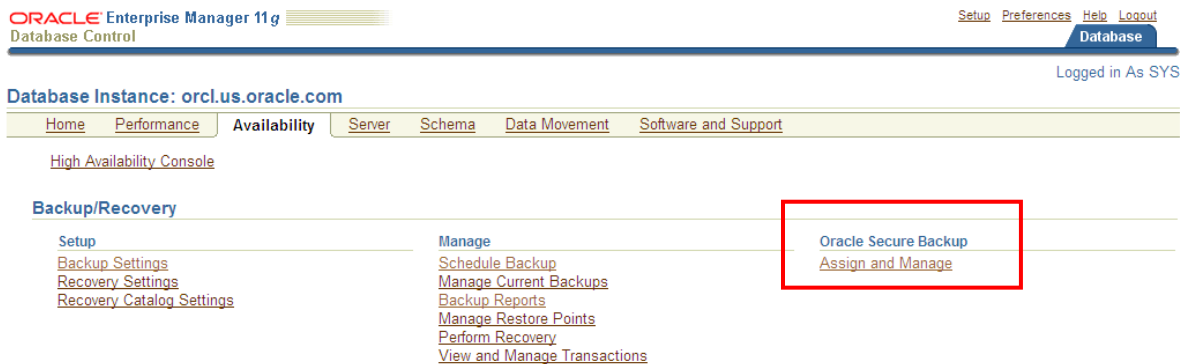 ORACLE Enterprise Manager 11g
Database Control
Setup Preferences Help Logout
Database
Logged in As SYS
Database Instance: orcl.us.oracle.com
Home Performance Availability Server Schema Data Movement Software and Support
High Availability Console
Backup/Recovery
Setup
Backup Settings
Recovery Settings
Recovery Catalog Settings
Manage
Schedule Backup
Manage Current Backups
Backup Reports
Manage Restore Points
Perform Recovery
View and Manage Transactions
Oracle Secure Backup
Assign and Manage